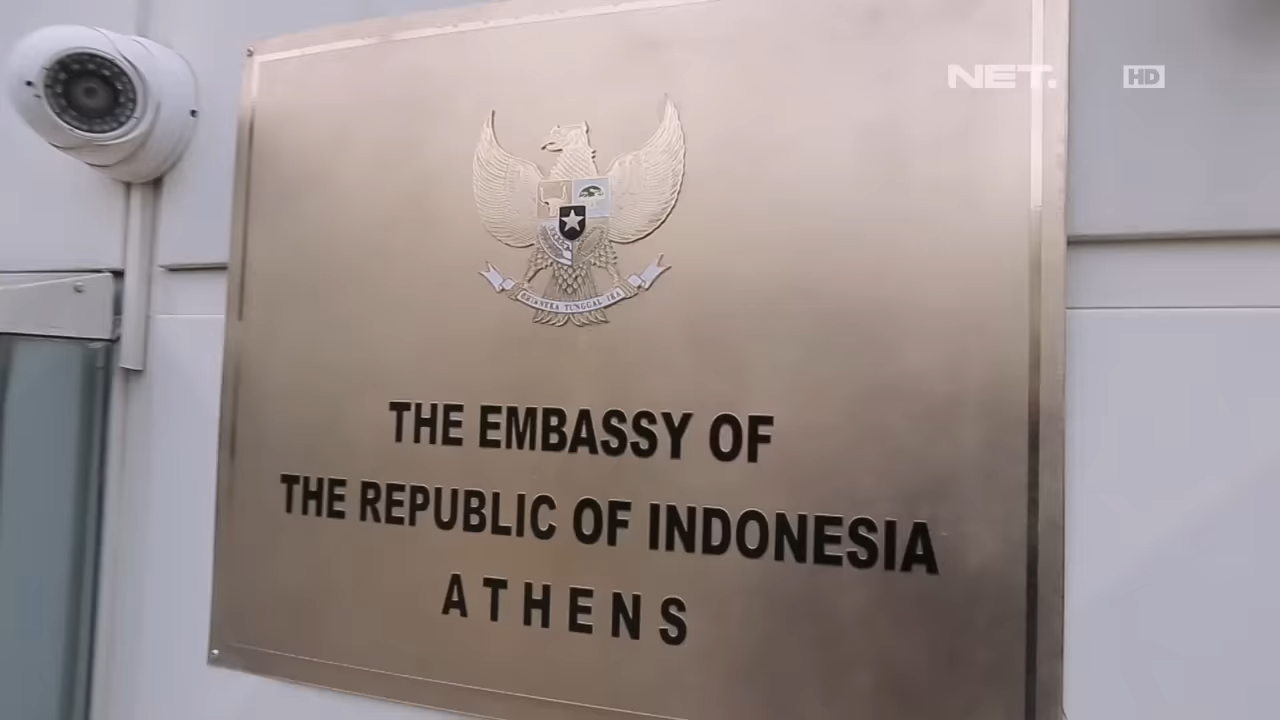 NET. HD
BHINNEKA TUNGGAL IKA
THE EMBASSY OF
THE REPUBLIC OF INDONESIA
ATHENS